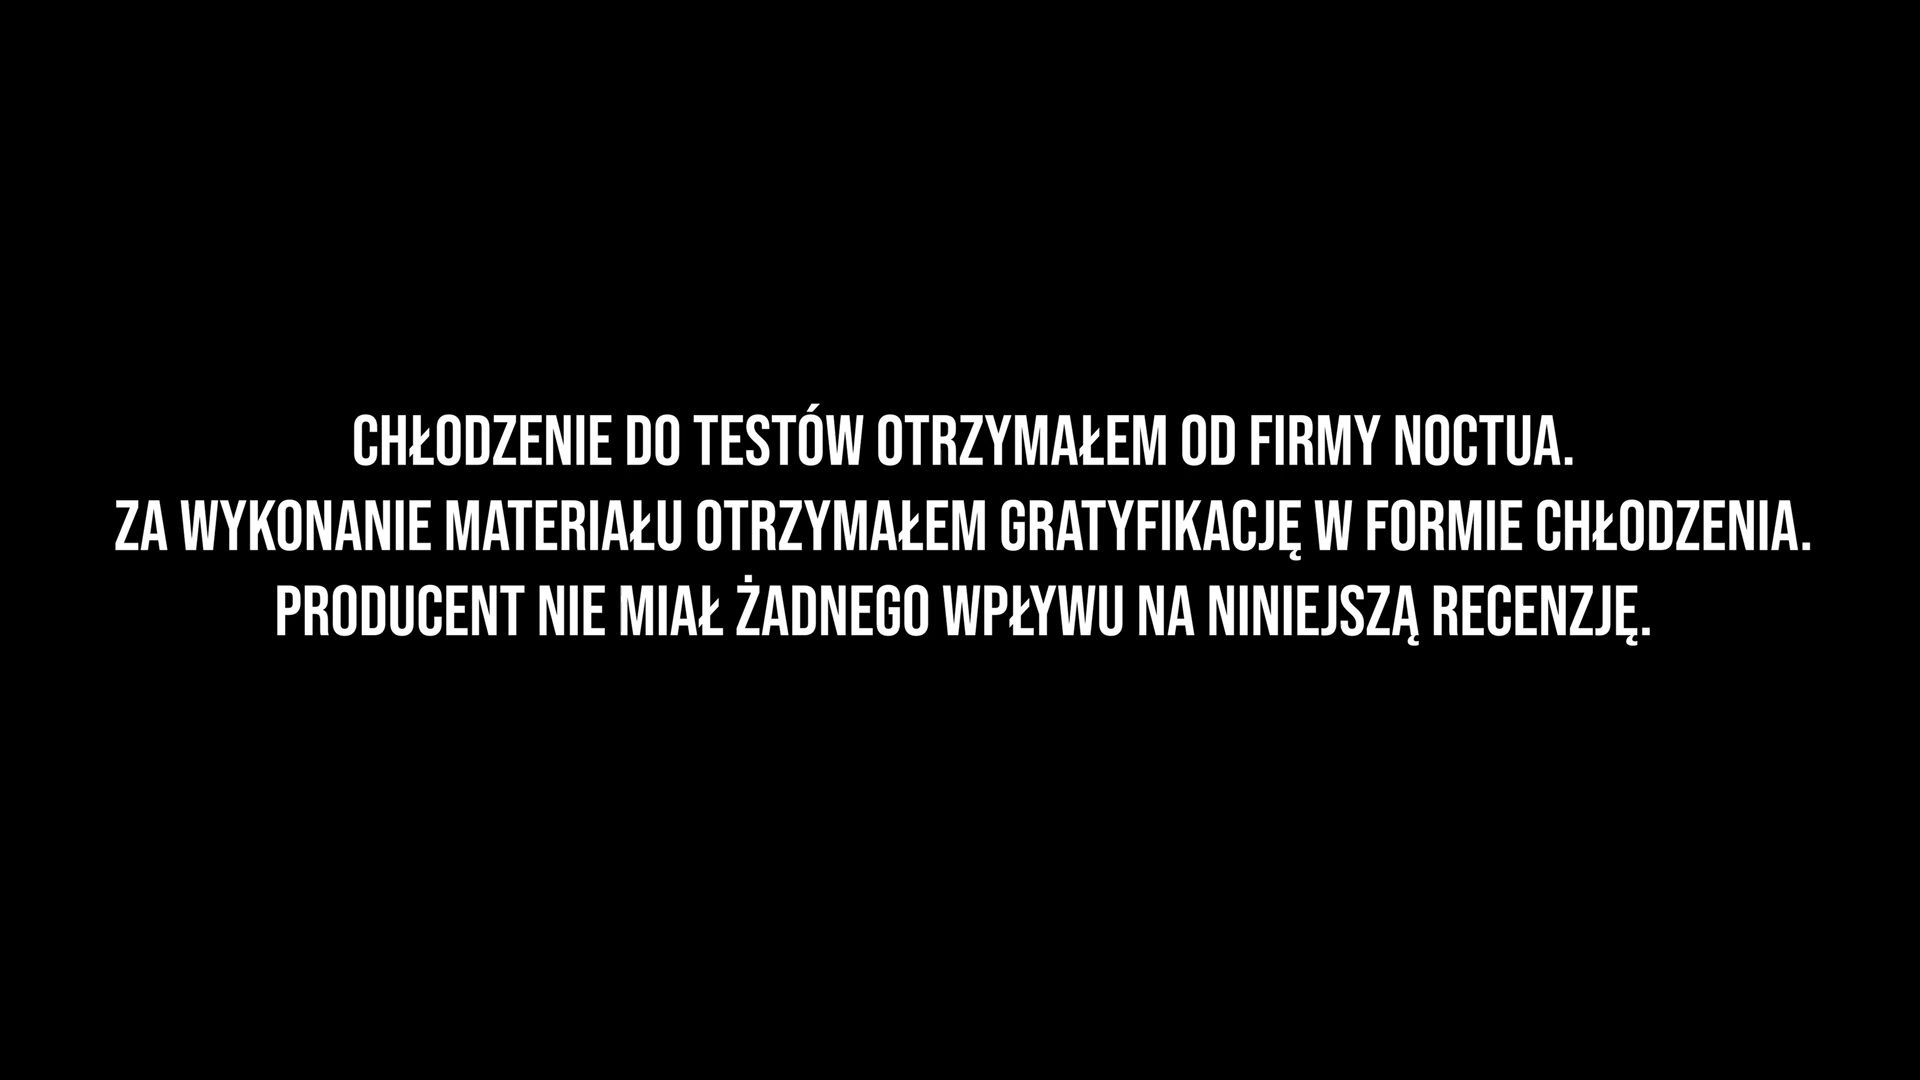 CHŁODZENIE DO TESTÓW OTRZYMAŁEM OD FIRMY NOCTUA.
ZA WYKONANIE MATERIAŁU OTRZYMAŁEM GRATYFIKACJĘ W FORMIE CHŁODZENIA.
PRODUCENT NIE MIAŁ ŻADNEGO WPŁYWU NA NINIEJSZĄ RECENZJĘ.